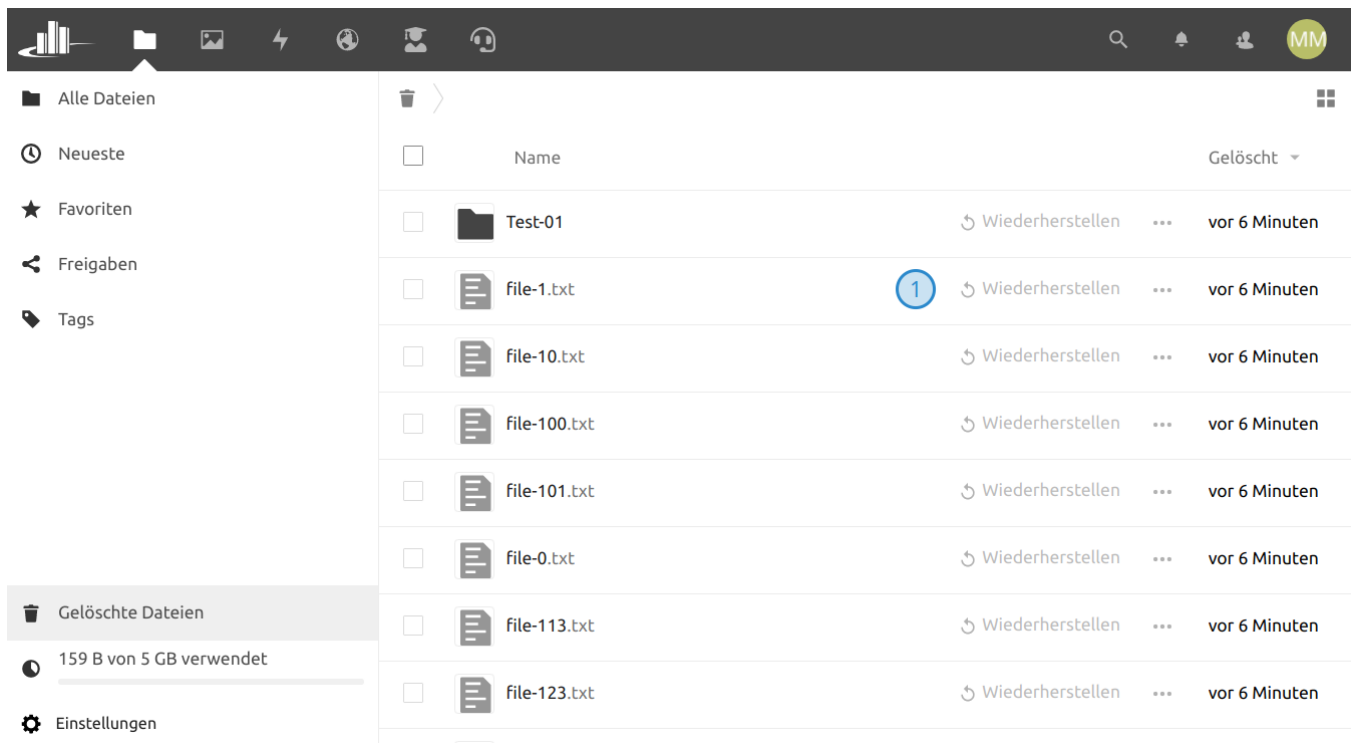 MM
Alle Dateien
Neueste
Favoriten
Freigaben
Tags
Gelöschte Dateien
159 B von 5 GB verwendet
Einstellungen
Name Gelöscht
Test-01 Wiederherstellen vor 6 Minuten
file-1.txt 1 Wiederherstellen vor 6 Minuten
file-10.txt Wiederherstellen vor 6 Minuten
file-100.txt Wiederherstellen vor 6 Minuten
file-101.txt Wiederherstellen vor 6 Minuten
file-0.txt Wiederherstellen vor 6 Minuten
file-113.txt Wiederherstellen vor 6 Minuten
file-123.txt Wiederherstellen vor 6 Minuten